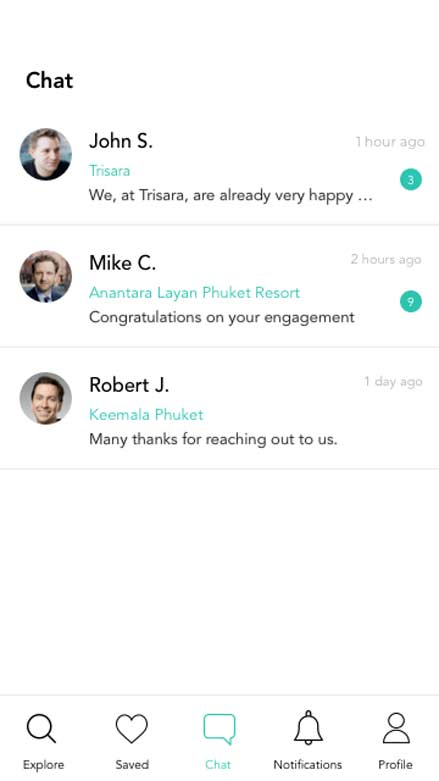 Chat
John S.
1 hour ago
Trisara
3
We, at Trisara, are already very happy ...
Mike C.
2 hours ago
Anantara Layan Phuket Resort
9
Congratulations on your engagement
Robert J.
1 day ago
Keemala Phuket
Many thanks for reaching out to us.
Explore Saved Chat Notifications Profile